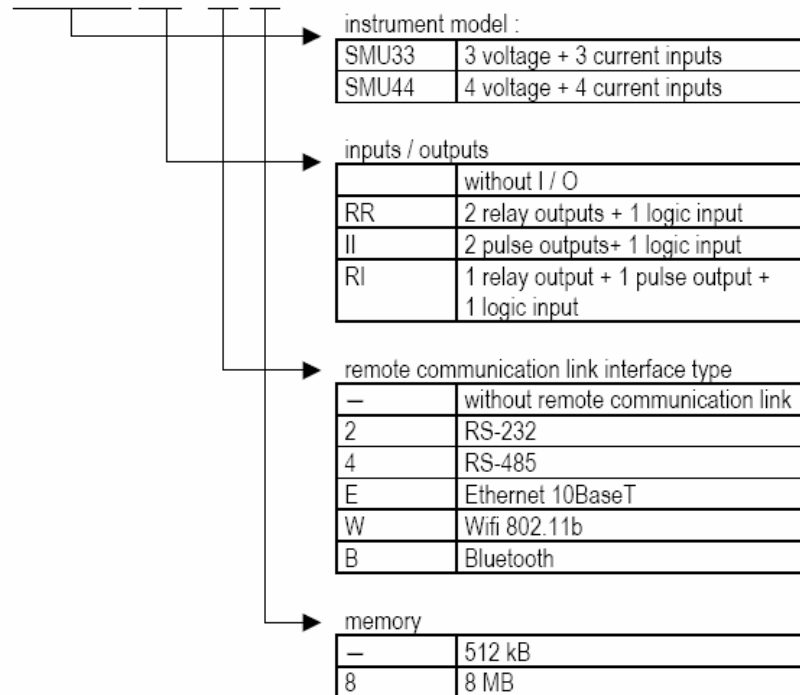 instrument model :
SMU33 3 voltage + 3 current inputs
SMU44 4 voltage + 4 current inputs
inputs / outputs
without I / O
RR 2 relay outputs + 1 logic input
II 2 pulse outputs+ 1 logic input
RI 1 relay output + 1 pulse output +
1 logic input
remote communication link interface type
– without remote communication link
2 RS-232
4 RS-485
E Ethernet 10BaseT
W Wifi 802.11b
B Bluetooth
memory
– 512 kB
8 8 MB